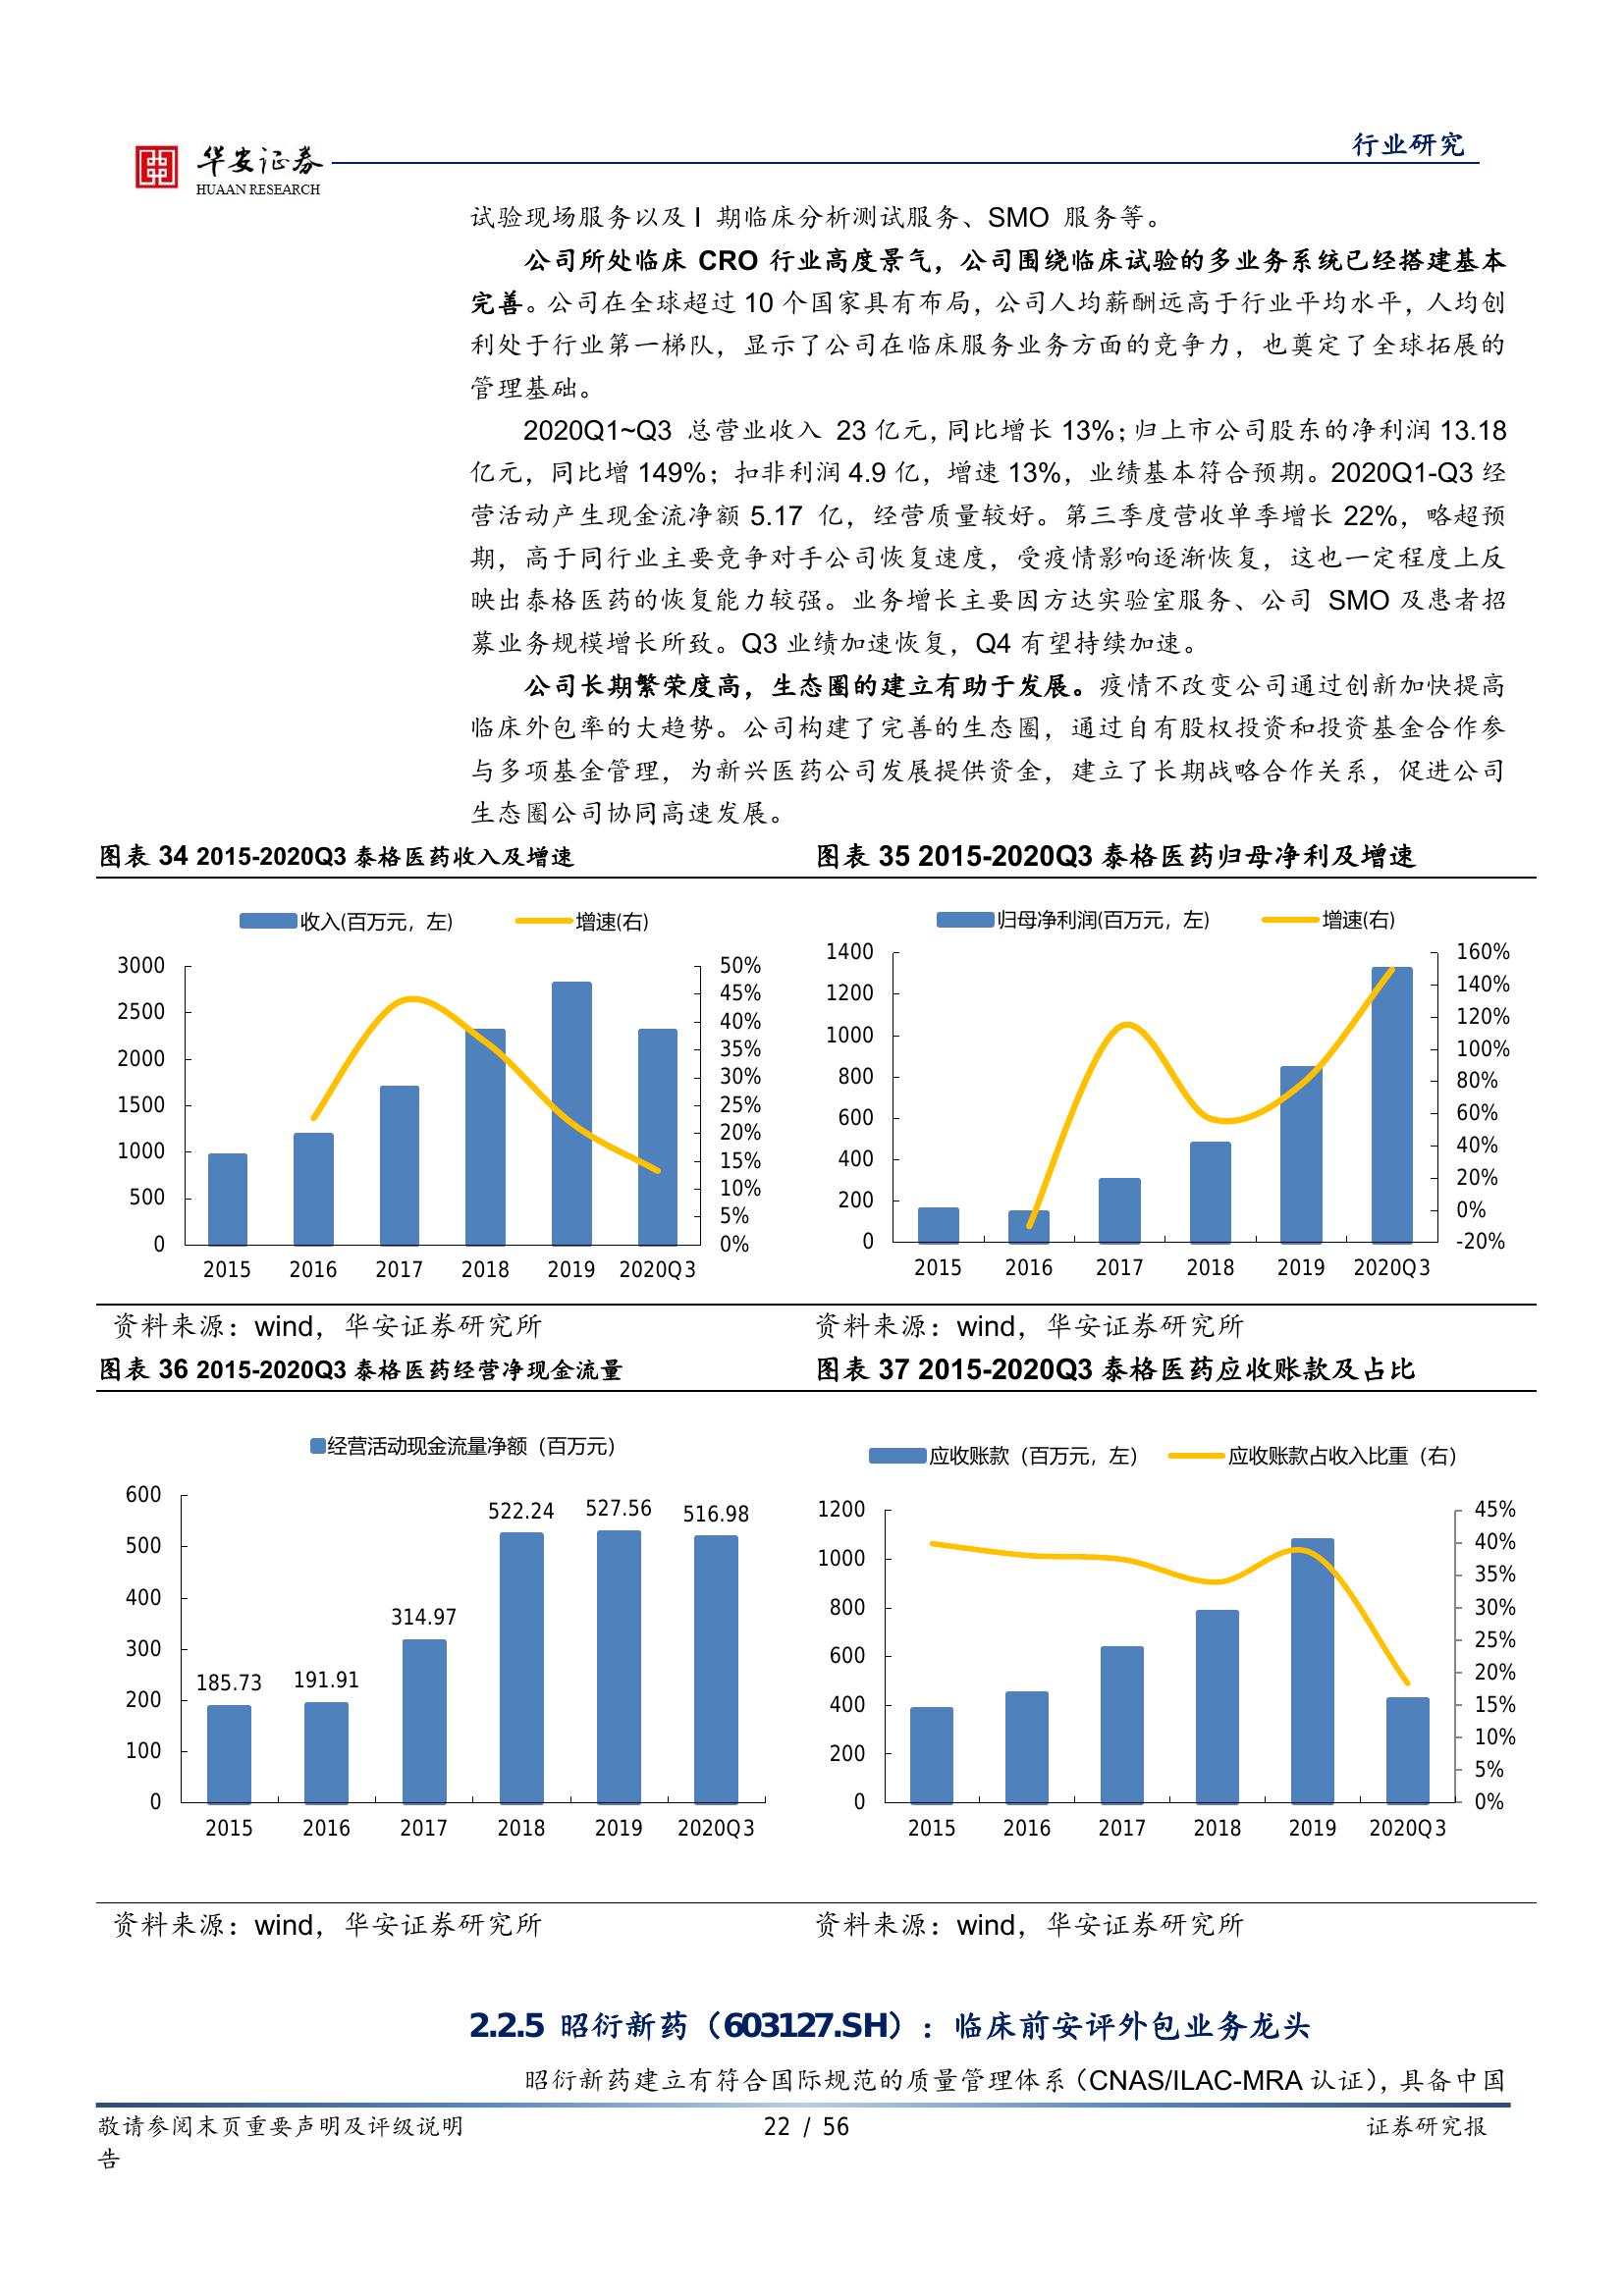 华安证券
HUAAN RESEARCH
行业研究
试验现场服务以及I 期临床分析测试服务、SMO 服务等。
公司所处临床 CRO 行业高度景气，公司围绕临床试验的多业务系统已经搭建基本
完善。公司在全球超过 10 个国家具有布局，公司人均薪酬远高于行业平均水平，人均创
利处于行业第一梯队，显示了公司在临床服务业务方面的竞争力，也奠定了全球拓展的
管理基础。
2020Q1~Q3 总营业收入 23 亿元，同比增长 13%；归上市公司股东的净利润 13.18
亿元，同比增 149%；扣非利润 4.9 亿，增速 13%，业绩基本符合预期。2020Q1-Q3 经
营活动产生现金流净额 5.17 亿，经营质量较好。第三季度营收单季增长 22%，略超预
期，高于同行业主要竞争对手公司恢复速度，受疫情影响逐渐恢复，这也一定程度上反
映出泰格医药的恢复能力较强。业务增长主要因方达实验室服务、公司 SMO 及患者招
募业务规模增长所致。Q3 业绩加速恢复，Q4 有望持续加速。
公司长期繁荣度高，生态圈的建立有助于发展。疫情不改变公司通过创新加快提高
临床外包率的大趋势。公司构建了完善的生态圈，通过自有股权投资和投资基金合作参
与多项基金管理，为新兴医药公司发展提供资金，建立了长期战略合作关系，促进公司
生态圈公司协同高速发展。
图表 34 2015-2020Q3 泰格医药收入及增速
收入(百万元，左) 增速(右)
3000
2500
2000
1500
1000
500
0
50%
45%
40%
35%
30%
25%
20%
15%
10%
5%
0%
2015 2016 2017 2018 2019 2020Q3
资料来源：wind，华安证券研究所
图表 35 2015-2020Q3 泰格医药归母净利及增速
归母净利润(百万元，左) 增速(右)
1400
1200
1000
800
600
400
200
0
160%
140%
120%
100%
80%
60%
40%
20%
0%
-20%
2015 2016 2017 2018 2019 2020Q3
资料来源：wind，华安证券研究所
图表 36 2015-2020Q3 泰格医药经营净现金流量
经营活动现金流量净额（百万元）
600
500
400
300
200
100
0
185.73 191.91 314.97 522.24 527.56 516.98
2015 2016 2017 2018 2019 2020Q3
资料来源：wind，华安证券研究所
图表 37 2015-2020Q3 泰格医药应收账款及占比
应收账款（百万元，左） 应收账款占收入比重（右）
1200
1000
800
600
400
200
0
45%
40%
35%
30%
25%
20%
15%
10%
5%
0%
2015 2016 2017 2018 2019 2020Q3
资料来源：wind，华安证券研究所
2.2.5 昭衍新药（603127.SH）：临床前安评外包业务龙头
昭衍新药建立有符合国际规范的质量管理体系（CNAS/ILAC-MRA 认证），具备中国
敬请参阅末页重要声明及评级说明 22 / 56 证券研究报
告